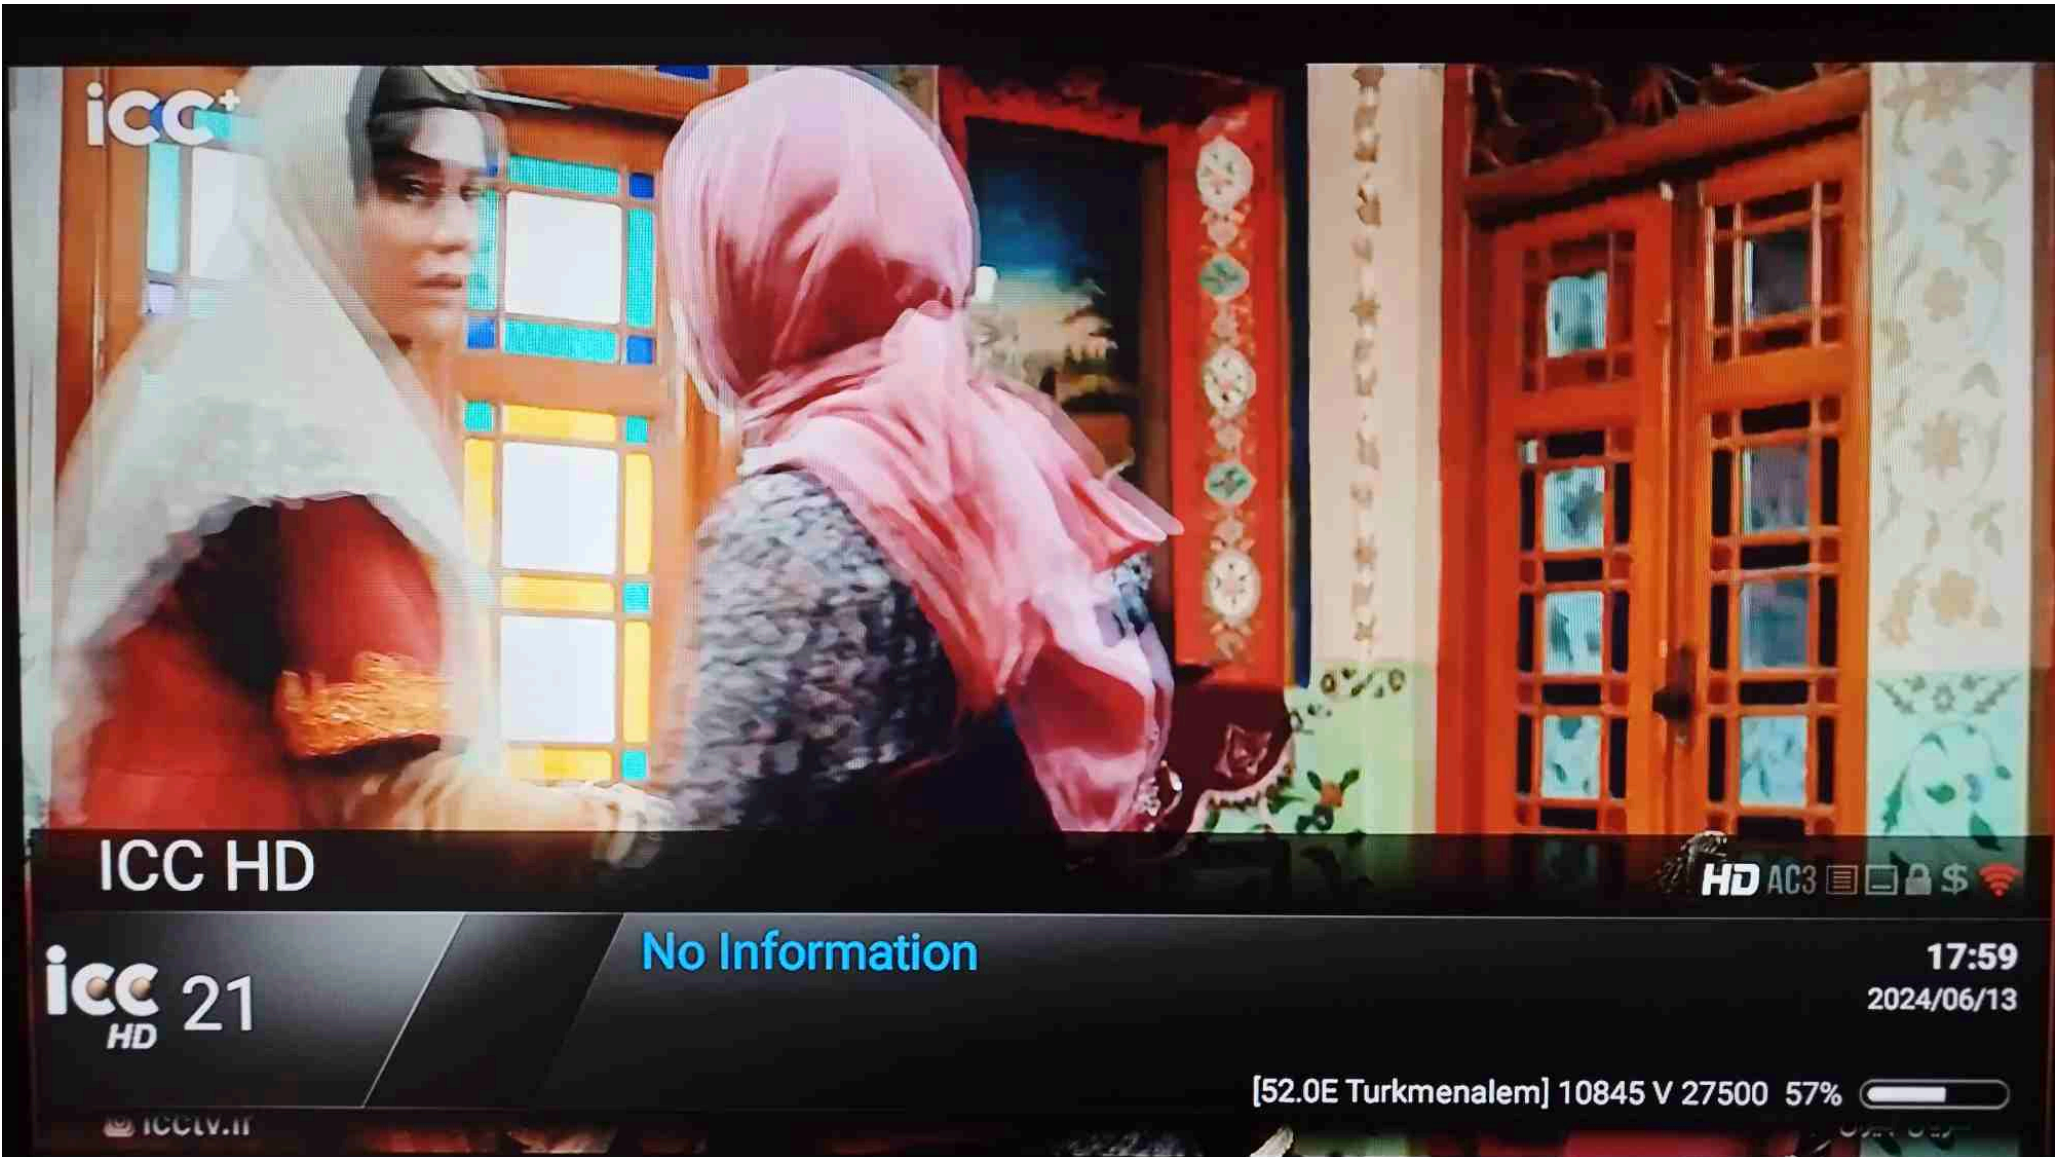 icc+
ICC HD
HD AC3 $
icc HD 21
No Information
17:59
2024/06/13
[52.0E Turkmenalem] 10845 V 27500 57%
icctv.ir